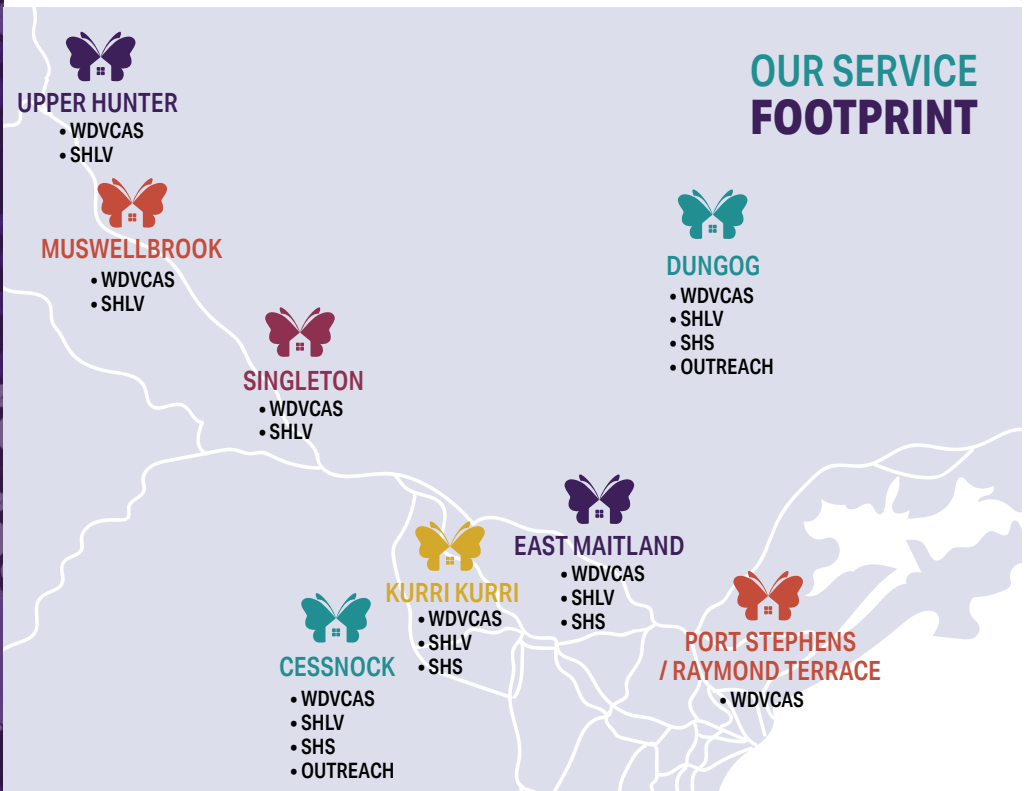 OUR SERVICE
FOOTPRINT
UPPER HUNTER
• WDVCAS
• SHLV
MUSWELLBROOK
• WDVCAS
• SHLV
DUNGOG
• WDVCAS
• SHLV
• SHS
• OUTREACH
SINGLETON
• WDVCAS
• SHLV
EAST MAITLAND
• WDVCAS
• SHLV
• SHS
KURRI KURRI
• WDVCAS
• SHLV
• SHS
PORT STEPHENS
/ RAYMOND TERRACE
• WDVCAS
CESSNOCK
• WDVCAS
• SHLV
• SHS
• OUTREACH